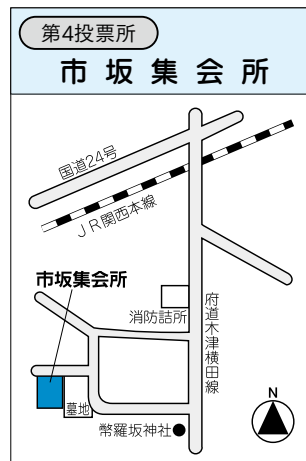 第4投票所
市坂集会所
国道24号
JR関西本線
市坂集会所
消防詰所
府道木津横田線
墓地
幣羅坂神社
N